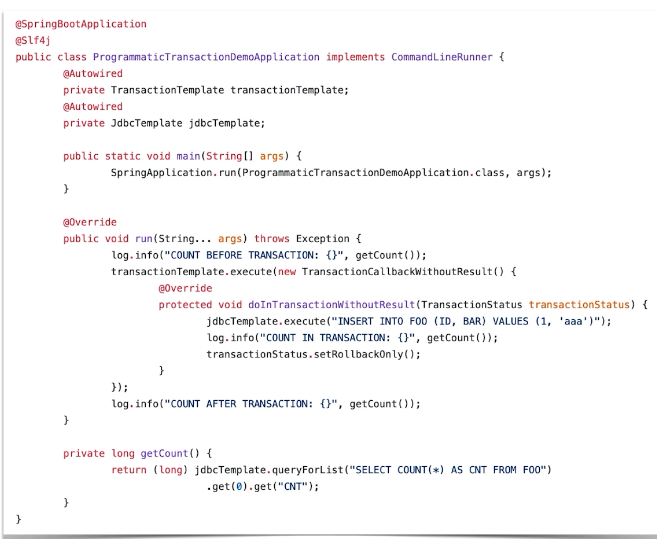 @SpringBootApplication
@Slf4j
public class ProgrammaticTransactionDemoApplication implements CommandLineRunner {
@Autowired
private TransactionTemplate transactionTemplate;
@Autowired
private JdbcTemplate jdbcTemplate;
public static void main(String[] args) {
SpringApplication.run(ProgrammaticTransactionDemoApplication.class, args);
}
@Override
public void run(String... args) throws Exception {
log.info("COUNT BEFORE TRANSACTION: {}", getCount());
transactionTemplate.execute(new TransactionCallbackWithoutResult() {
@Override
protected void doInTransactionWithoutResult(TransactionStatus transactionStatus) {
jdbcTemplate.execute("INSERT INTO FOO (ID, BAR) VALUES (1, 'aaa')");
log.info("COUNT IN TRANSACTION: {}", getCount());
transactionStatus.setRollbackOnly();
}
});
log.info("COUNT AFTER TRANSACTION: {}", getCount());
}
private long getCount() {
return (long) jdbcTemplate.queryForList("SELECT COUNT(*) AS CNT FROM FOO")
.get(0).get("CNT");
}
}